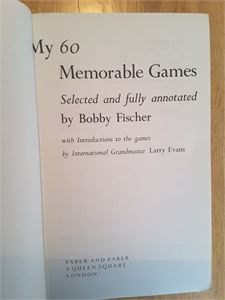 My 60
Memorable Games
Selected and fully annotated
by Bobby Fischer
with Introductions to the games
by International Grandmaster Larry Evans
FABER AND FABER
3 QUEEN SQUARE
LONDON